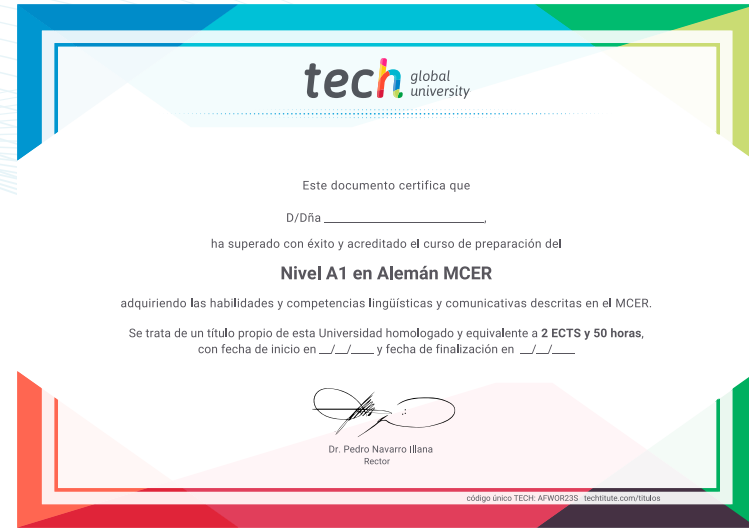 tech global university
Este documento certifica que
D/Dña ____________________,
ha superado con éxito y acreditado el curso de preparación del
Nivel A1 en Alemán MCER
adquiriendo las habilidades y competencias lingüísticas y comunicativas descritas en el MCER.
Se trata de un título propio de esta Universidad homologado y equivalente a 2 ECTS y 50 horas,
con fecha de inicio en __/__/____ y fecha de finalización en __/__/____
Dr. Pedro Navarro Illana
Rector
código único TECH: AFWOR23S techtitute.com/titulos